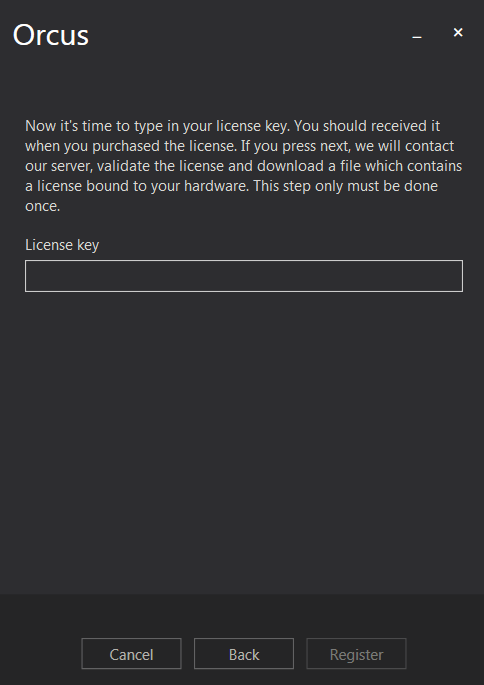 Orcus
Now it's time to type in your license key. You should received it
when you purchased the license. If you press next, we will contact
our server, validate the license and download a file which contains
a license bound to your hardware. This step only must be done
once.
License key
Cancel
Back
Register